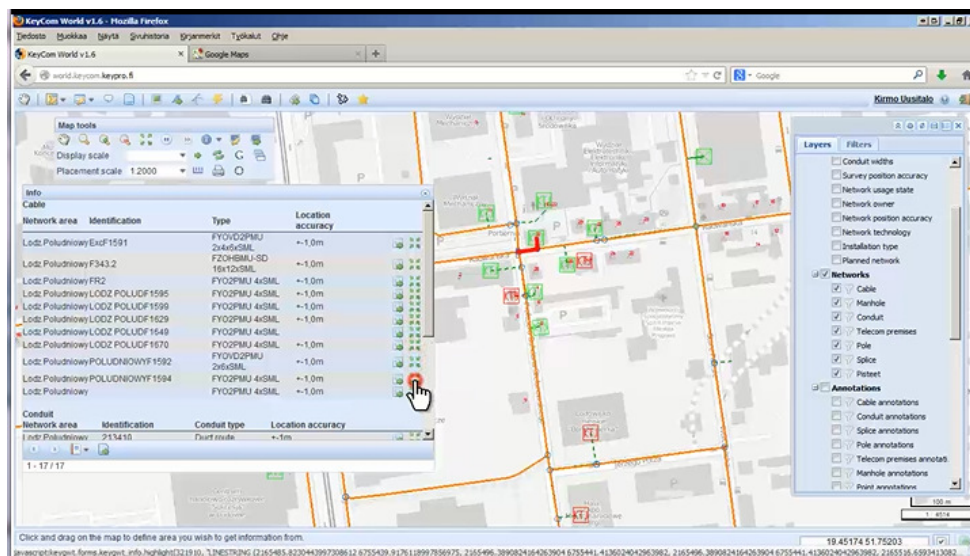 KeyCom World v1.6 - Mozilla Firefox
Tiedosto Muokkaa Näytä Sivuhistoria Kirjanmerkit Työkalut Ohje
KeyCom World v1.6
Google Maps
world.keycom.keypro.fi
Google
Kirmo Uusitalo
Map tools
Display scale
Placement scale 1:2000
Info
Cable
Network area Identification Type Location accuracy
Lodz Poludniowy ExcF1591 FYOVD2PMU 2x4x6xSML +-1,0m
Lodz Poludniowy F343.2 FZOHBMU-SD 16x12xSML +-1,0m
Lodz Poludniowy FR2 FYO2PMU 4xSML +-1,0m
Lodz Poludniowy LODZ POLUDF1595 FYO2PMU 4xSML +-1,0m
Lodz Poludniowy LODZ POLUDF1599 FYO2PMU 4xSML +-1,0m
Lodz Poludniowy LODZ POLUDF1629 FYO2PMU 4xSML +-1,0m
Lodz Poludniowy LODZ POLUDF1649 FYO2PMU 4xSML +-1,0m
Lodz Poludniowy LODZ POLUDF1670 FYO2PMU 4xSML +-1,0m
Lodz Poludniowy POLUDNIOWYF1592 FYOVD2PMU 2x6xSML +-1,0m
Lodz Poludniowy POLUDNIOWYF1594 FYO2PMU 4xSML +-1,0m
Lodz Poludniowy FYO2PMU 4xSML +-1,0m
Conduit
Network area Identification Conduit type Location accuracy
Lodz Poludniowy 213410 Duct route +-1m
1 - 17 / 17
Layers Filters
Conduit widths
Survey position accuracy
Network usage state
Network owner
Network position accuracy
Network technology
Installation type
Planned network
Networks
Cable
Manhole
Conduit
Telecom premises
Pole
Splice
Pisteet
Annotations
Cable annotations
Conduit annotations
Splice annotations
Pole annotations
Telecom premises annotati
Manhole annotations
Point annotations
100 m
1 : 4514
Click and drag on the map to define area you wish to get information from.
19.45174 51.75203